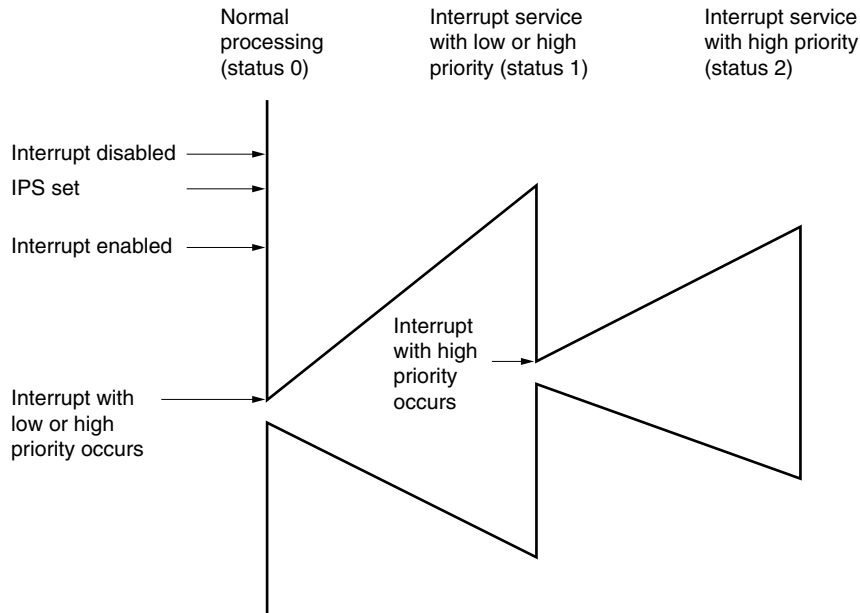 Normal
processing
(status 0)
Interrupt service
with low or high
priority (status 1)
Interrupt service
with high priority
(status 2)
Interrupt disabled
IPS set
Interrupt enabled
Interrupt
with high
priority
occurs
Interrupt with
low or high
priority occurs